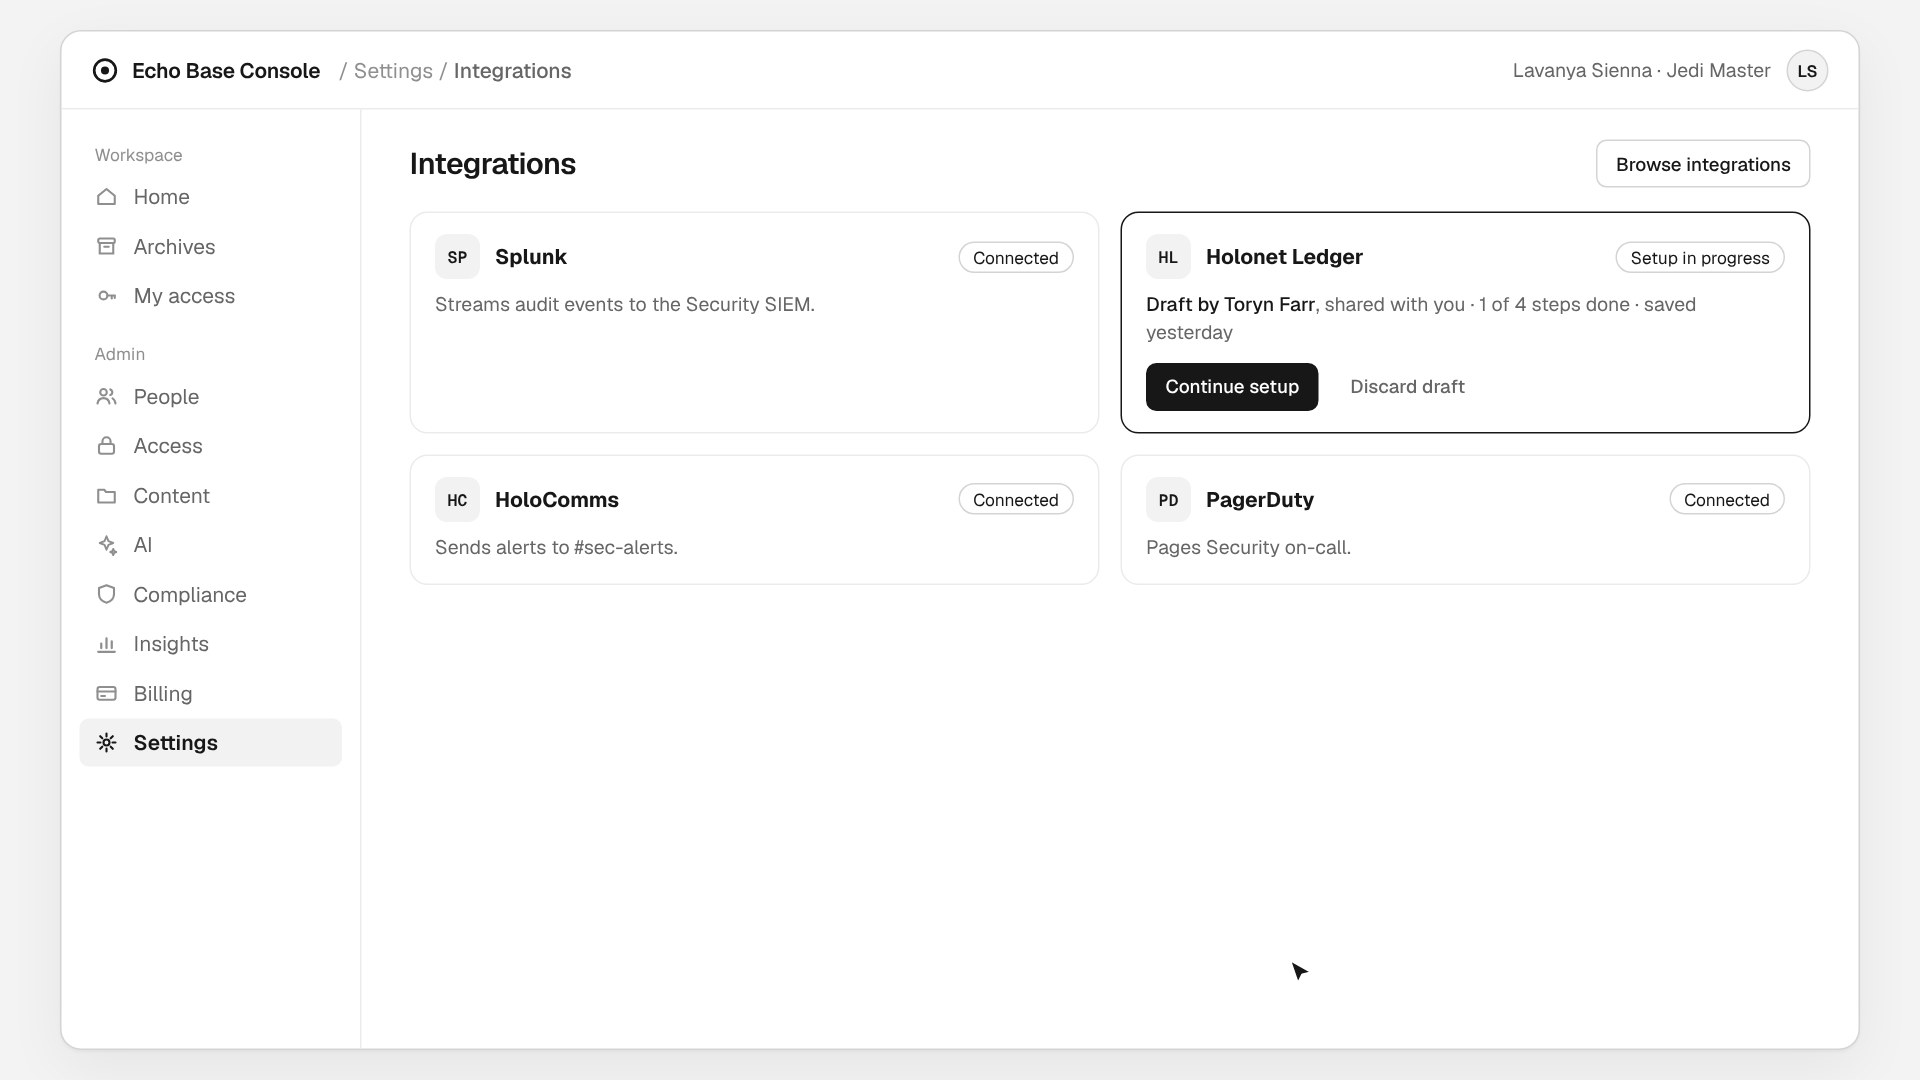 Echo Base Console / Settings / Integrations
Lavanya Sienna · Jedi Master LS
Workspace
Home
Archives
My access
Admin
People
Access
Content
AI
Compliance
Insights
Billing
Settings
Integrations
Browse integrations
SP Splunk Connected
Streams audit events to the Security SIEM.
HL Holonet Ledger Setup in progress
Draft by Toryn Farr, shared with you · 1 of 4 steps done · saved
yesterday
Continue setup Discard draft
HC HoloComms Connected
Sends alerts to #sec-alerts.
PD PagerDuty Connected
Pages Security on-call.